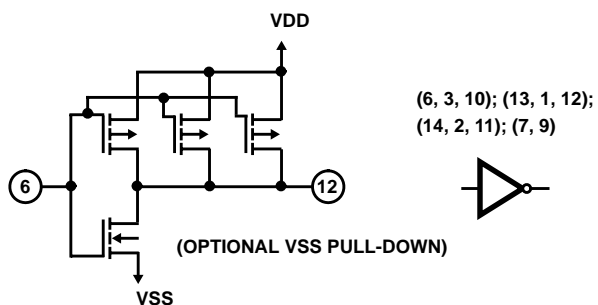 VDD
(6, 3, 10); (13, 1, 12);
(14, 2, 11); (7, 9)
6
12
(OPTIONAL VSS PULL-DOWN)
VSS